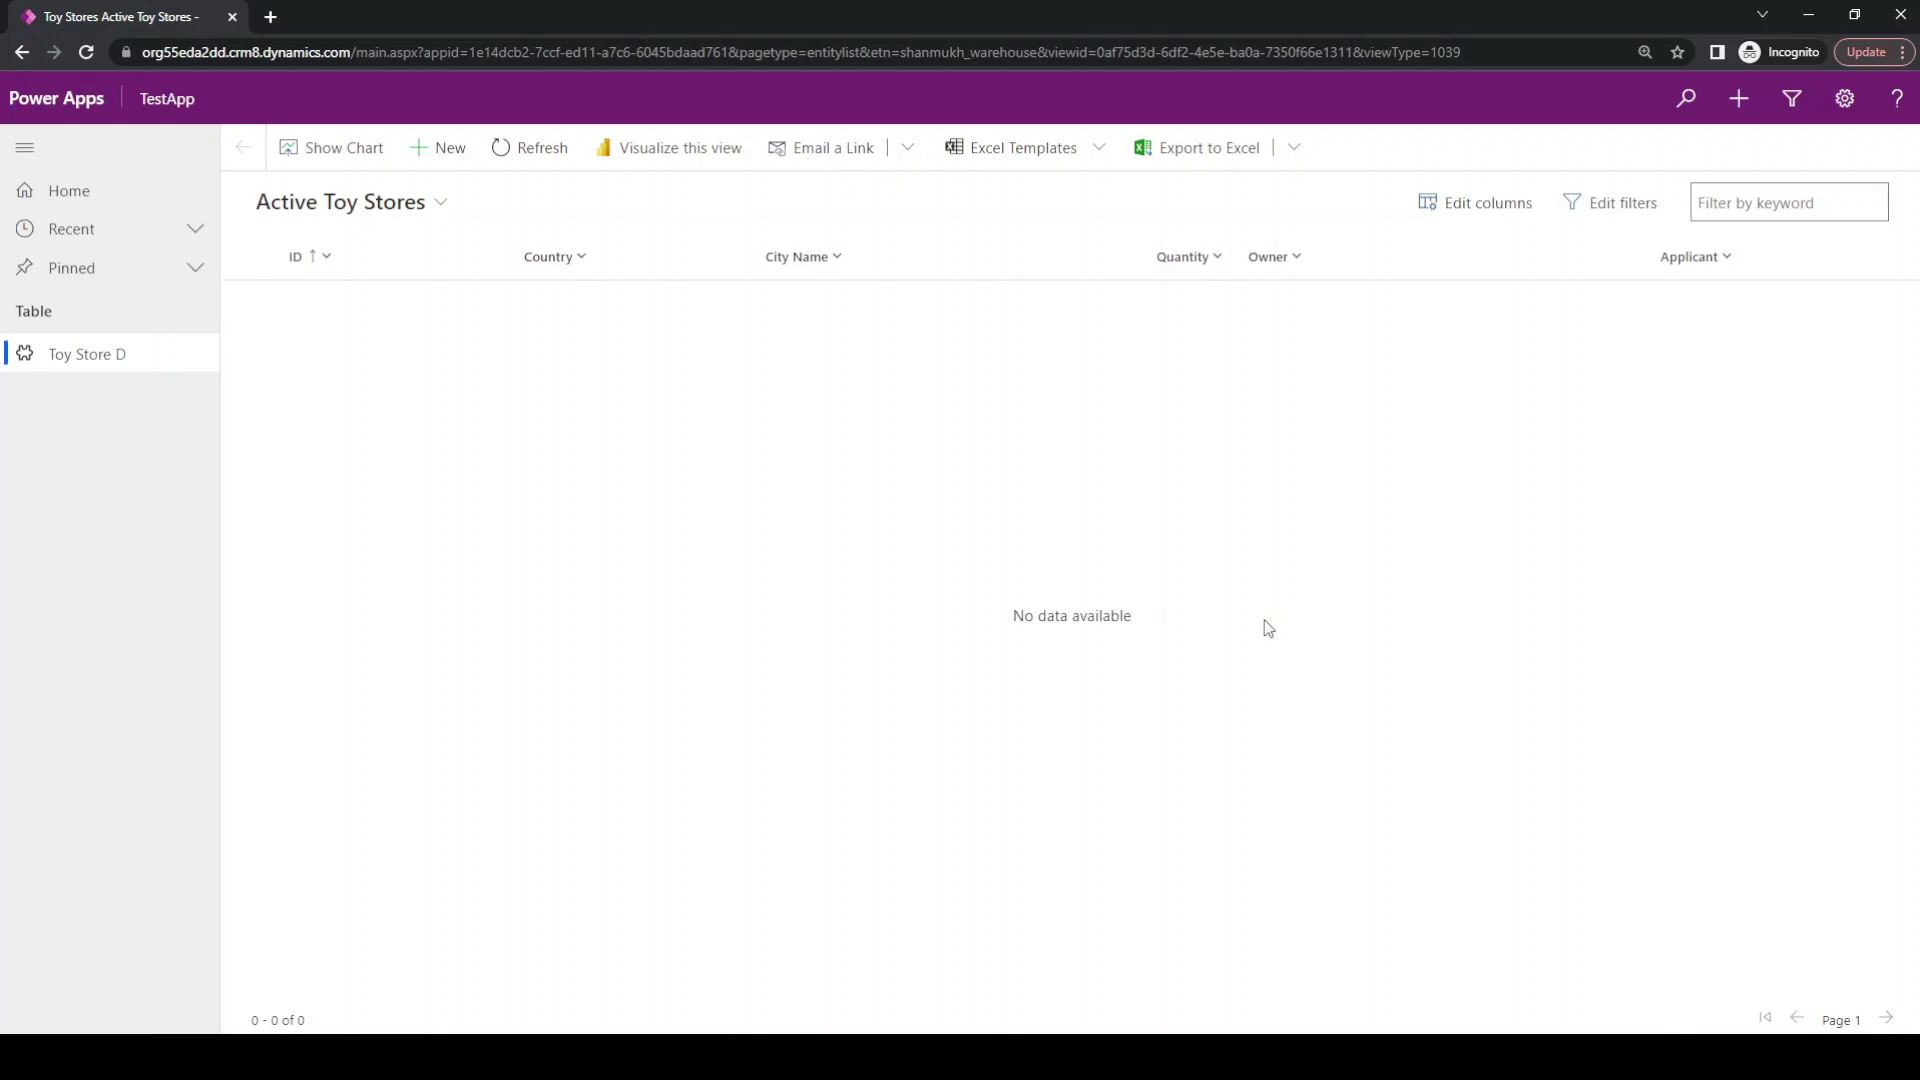 Toy Stores Active Toy Stores -
org55eda2dd.crm8.dynamics.com/main.aspx?appid=1e14dcb2-7ccf-ed11-a7c6-6045bdaad761&pagetype=entitylist&etn=shanmukh_warehouse&viewid=0af75d3d-6df2-4e5e-ba0a-7350f66e1311&viewType=1039
Incognito
Update
Power Apps
TestApp
Show Chart
New
Refresh
Visualize this view
Email a Link
Excel Templates
Export to Excel
Home
Recent
Pinned
Table
Toy Store D
Active Toy Stores
Edit columns
Edit filters
Filter by keyword
ID
Country
City Name
Quantity
Owner
Applicant
No data available
0 - 0 of 0
Page 1